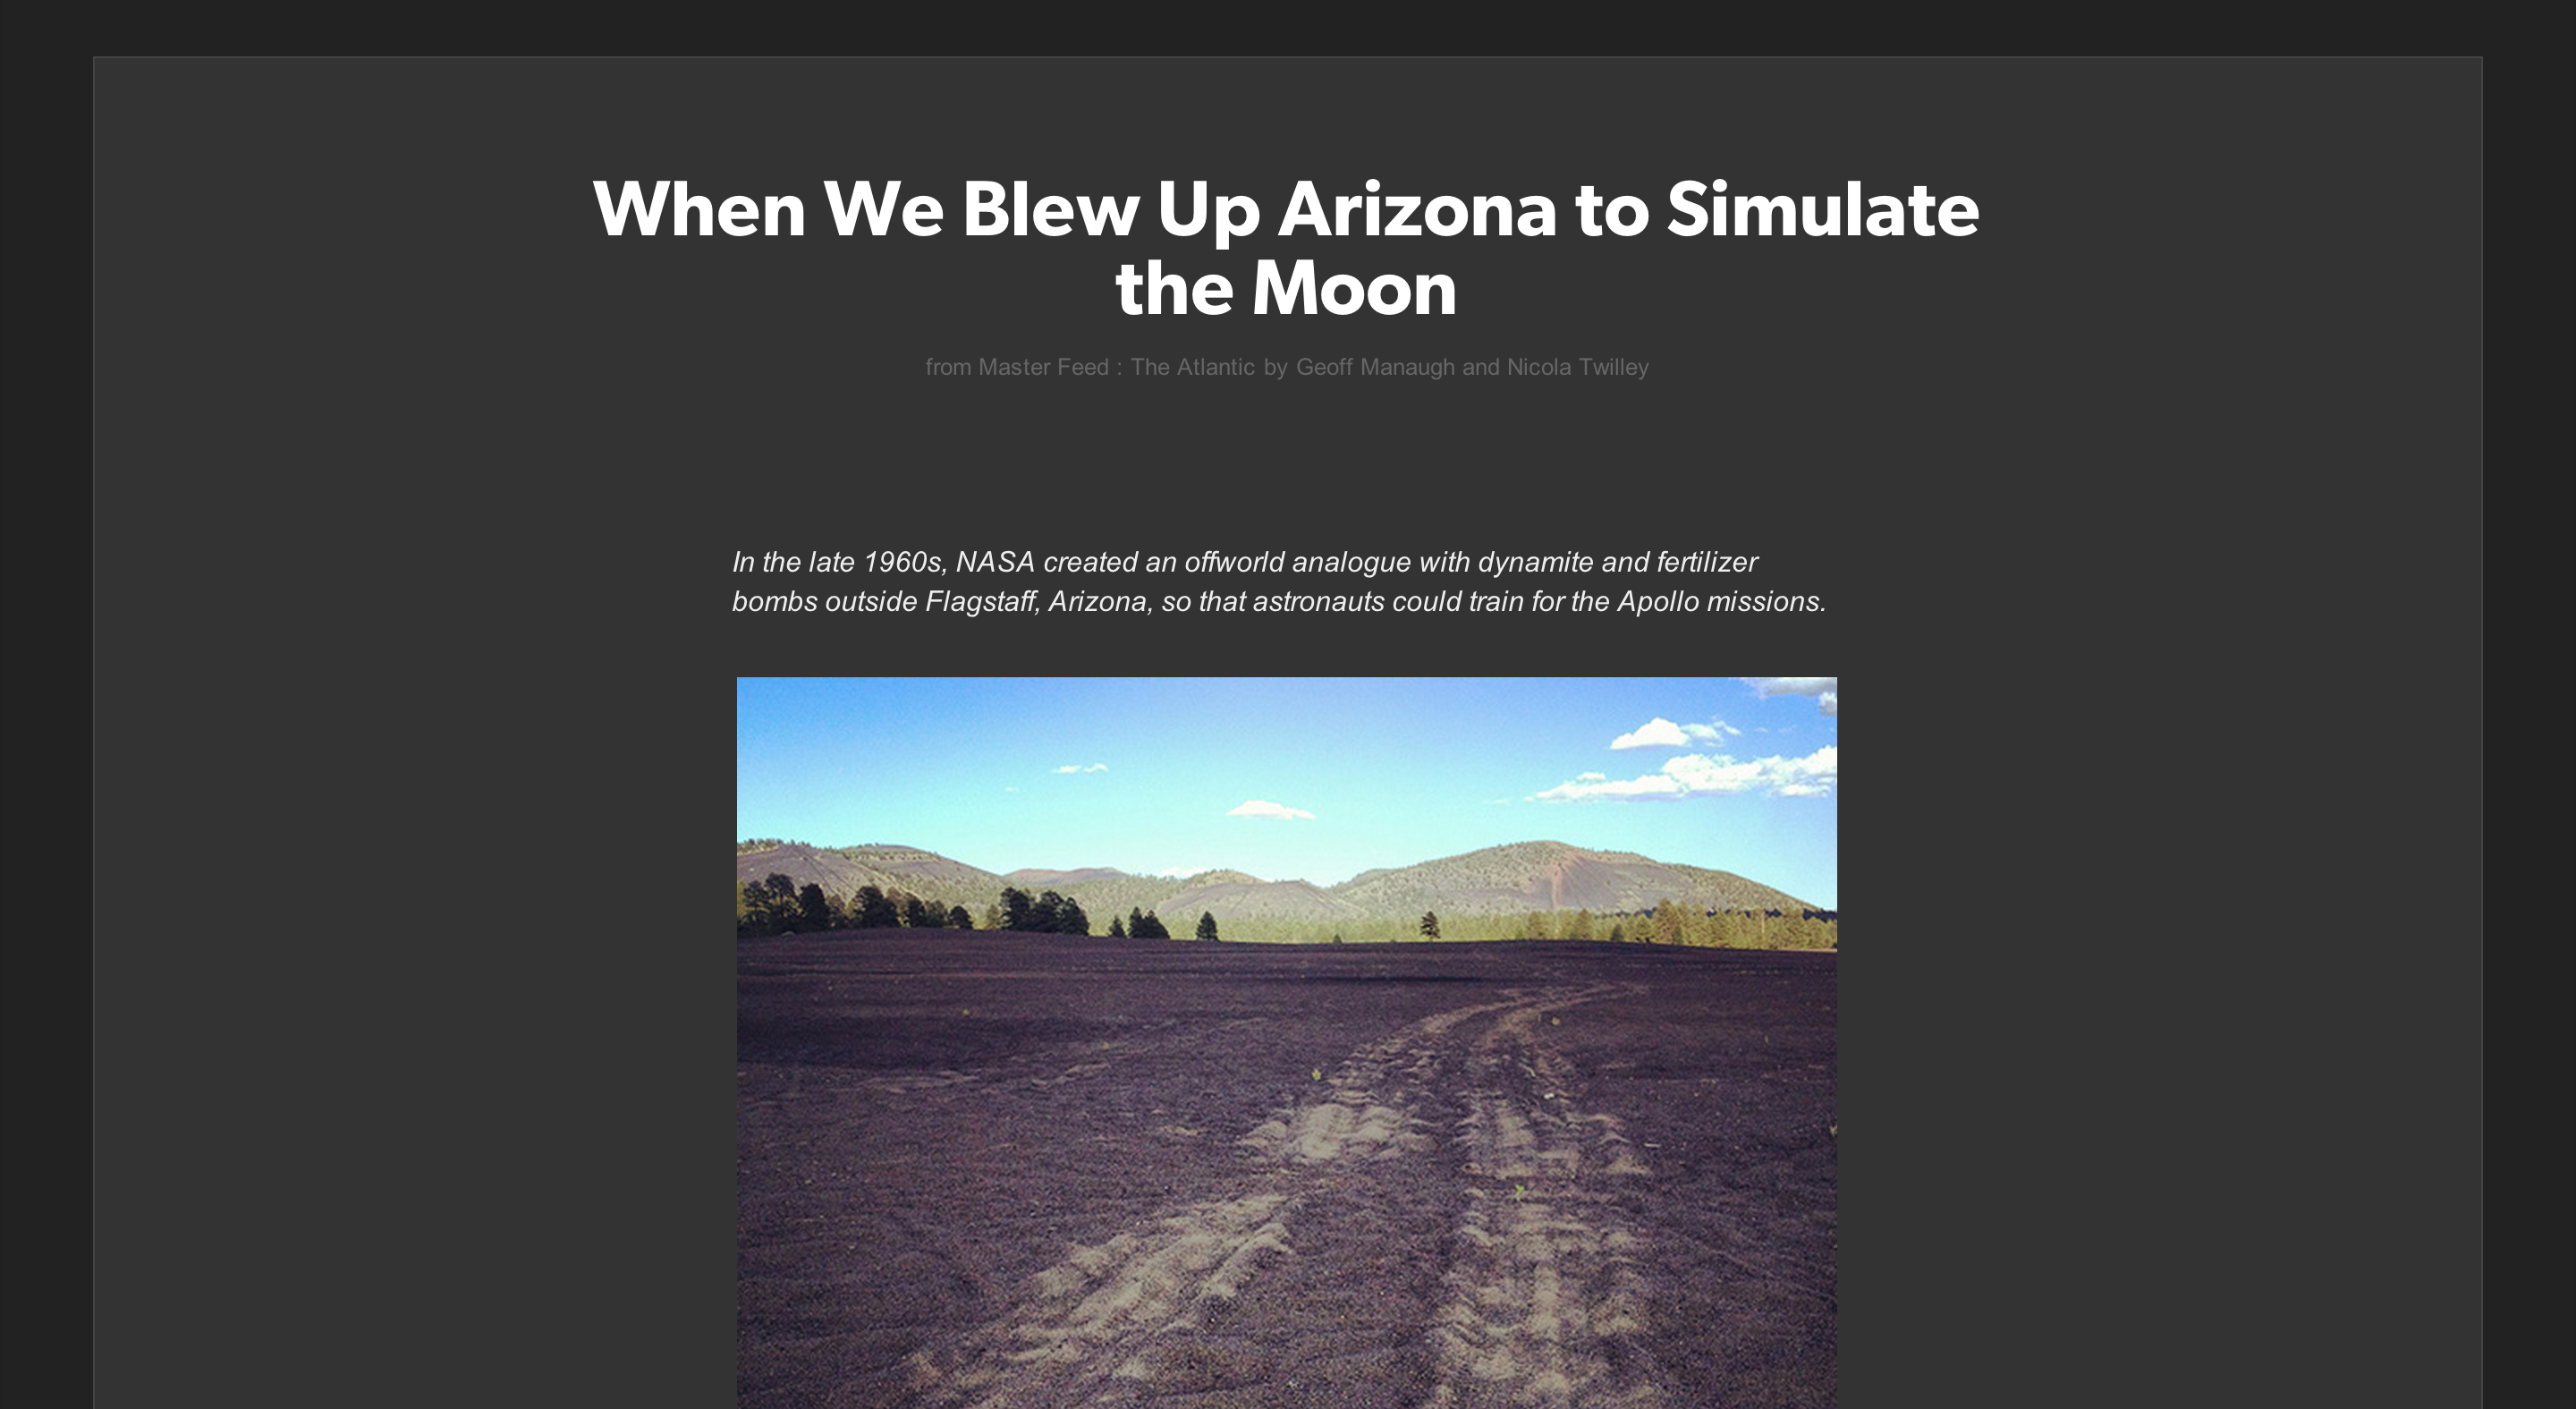 When We Blew Up Arizona to Simulate
the Moon
from Master Feed : The Atlantic by Geoff Manaugh and Nicola Twilley
In the late 1960s, NASA created an offworld analogue with dynamite and fertilizer
bombs outside Flagstaff, Arizona, so that astronauts could train for the Apollo missions.